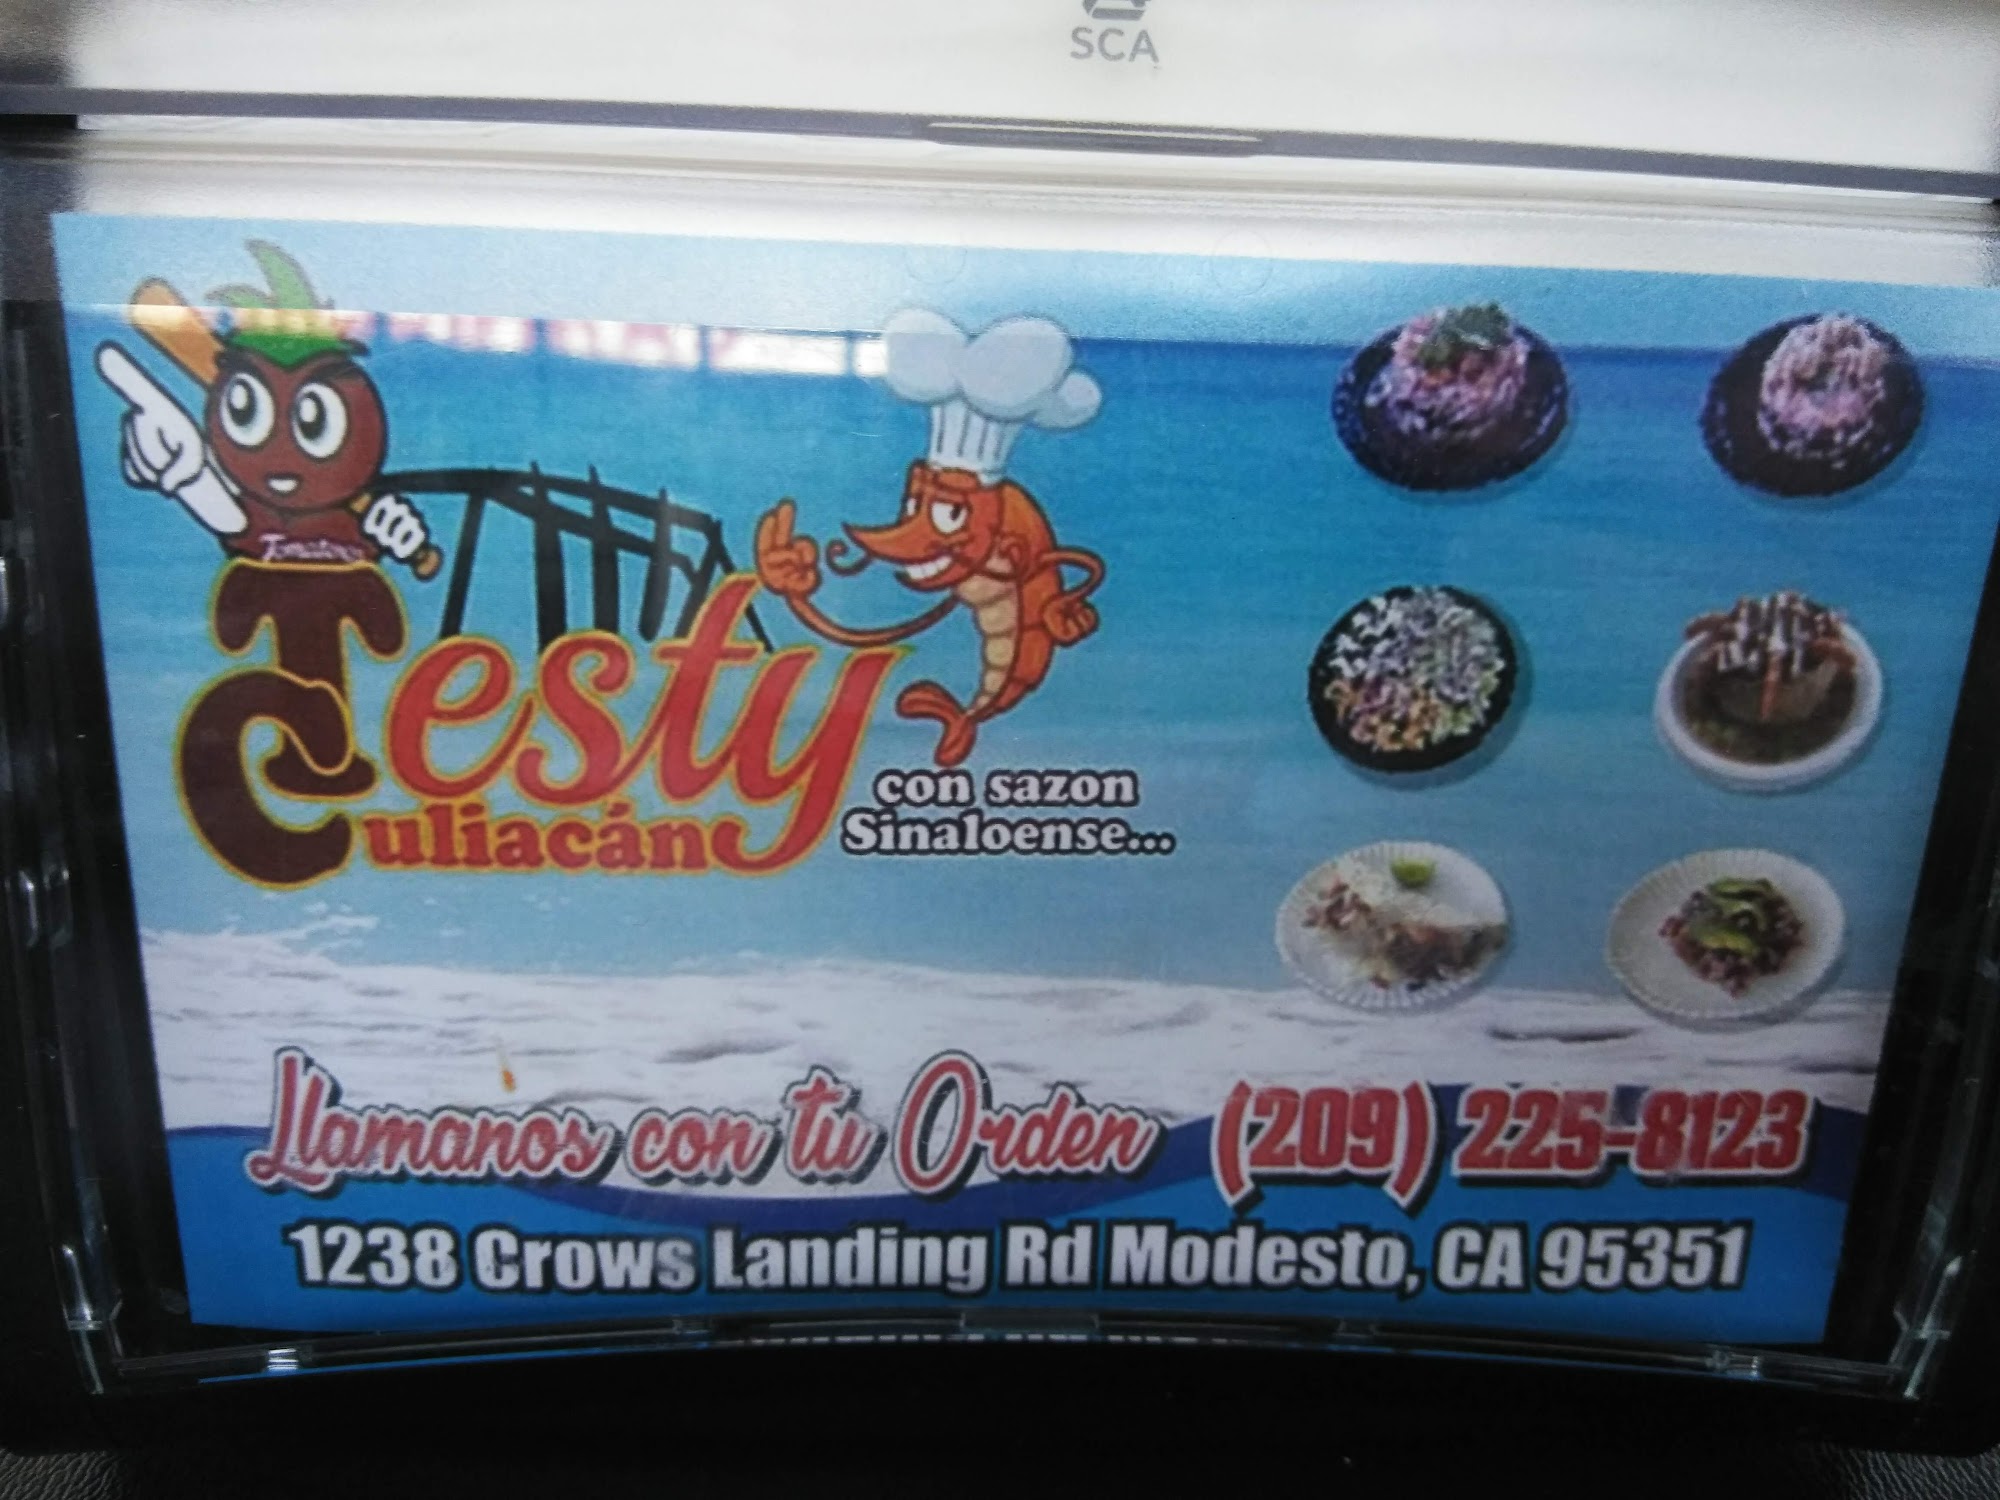 SCA
Tomateros
Testy
Culiacán
con sazon
Sinaloense...
Llamanos con tu Orden (209) 225-8123
1238 Crows Landing Rd Modesto, CA 95351